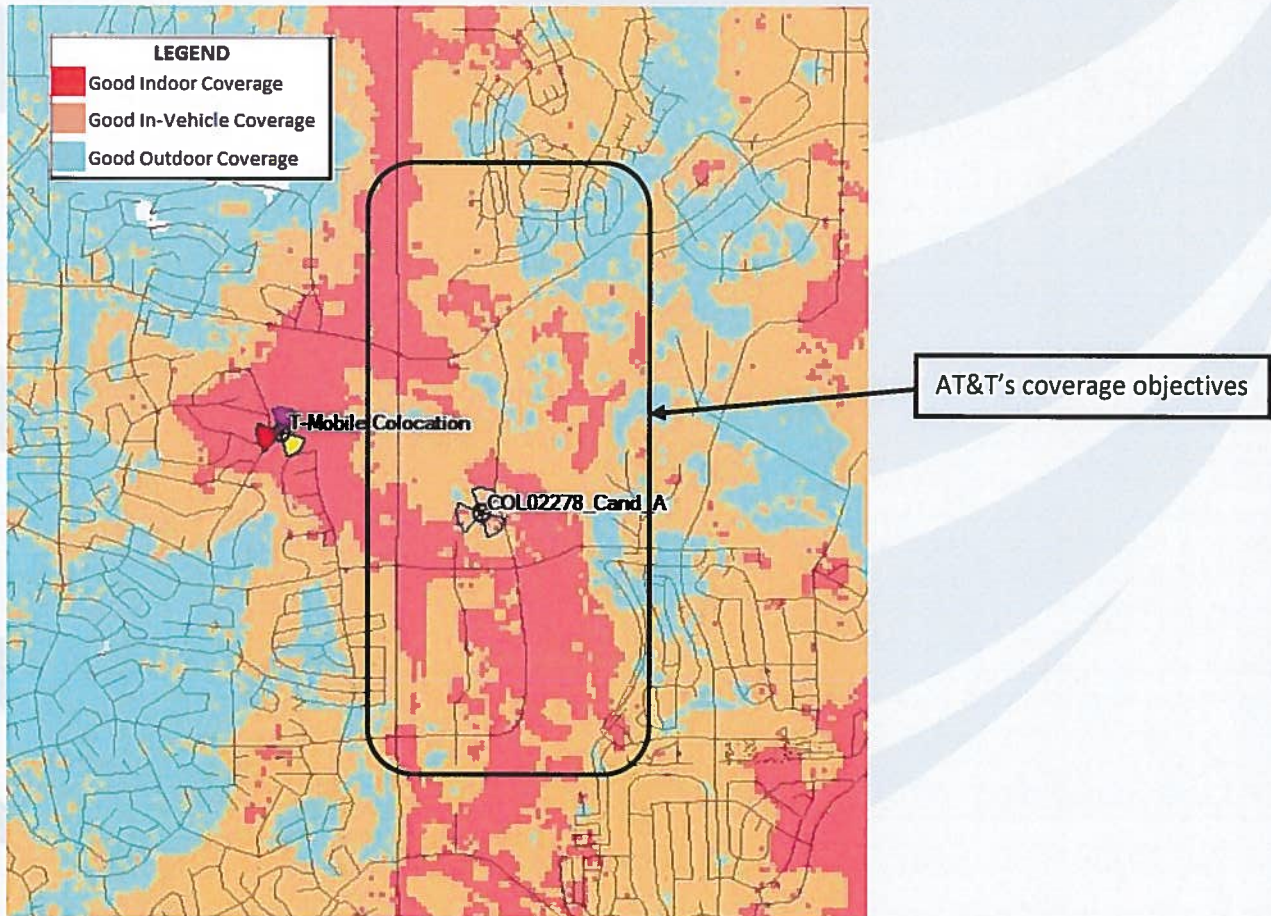 LEGEND
Good Indoor Coverage
Good In-Vehicle Coverage
Good Outdoor Coverage
AT&T's coverage objectives
T-Mobile Colocation
COL02278_Cand_A